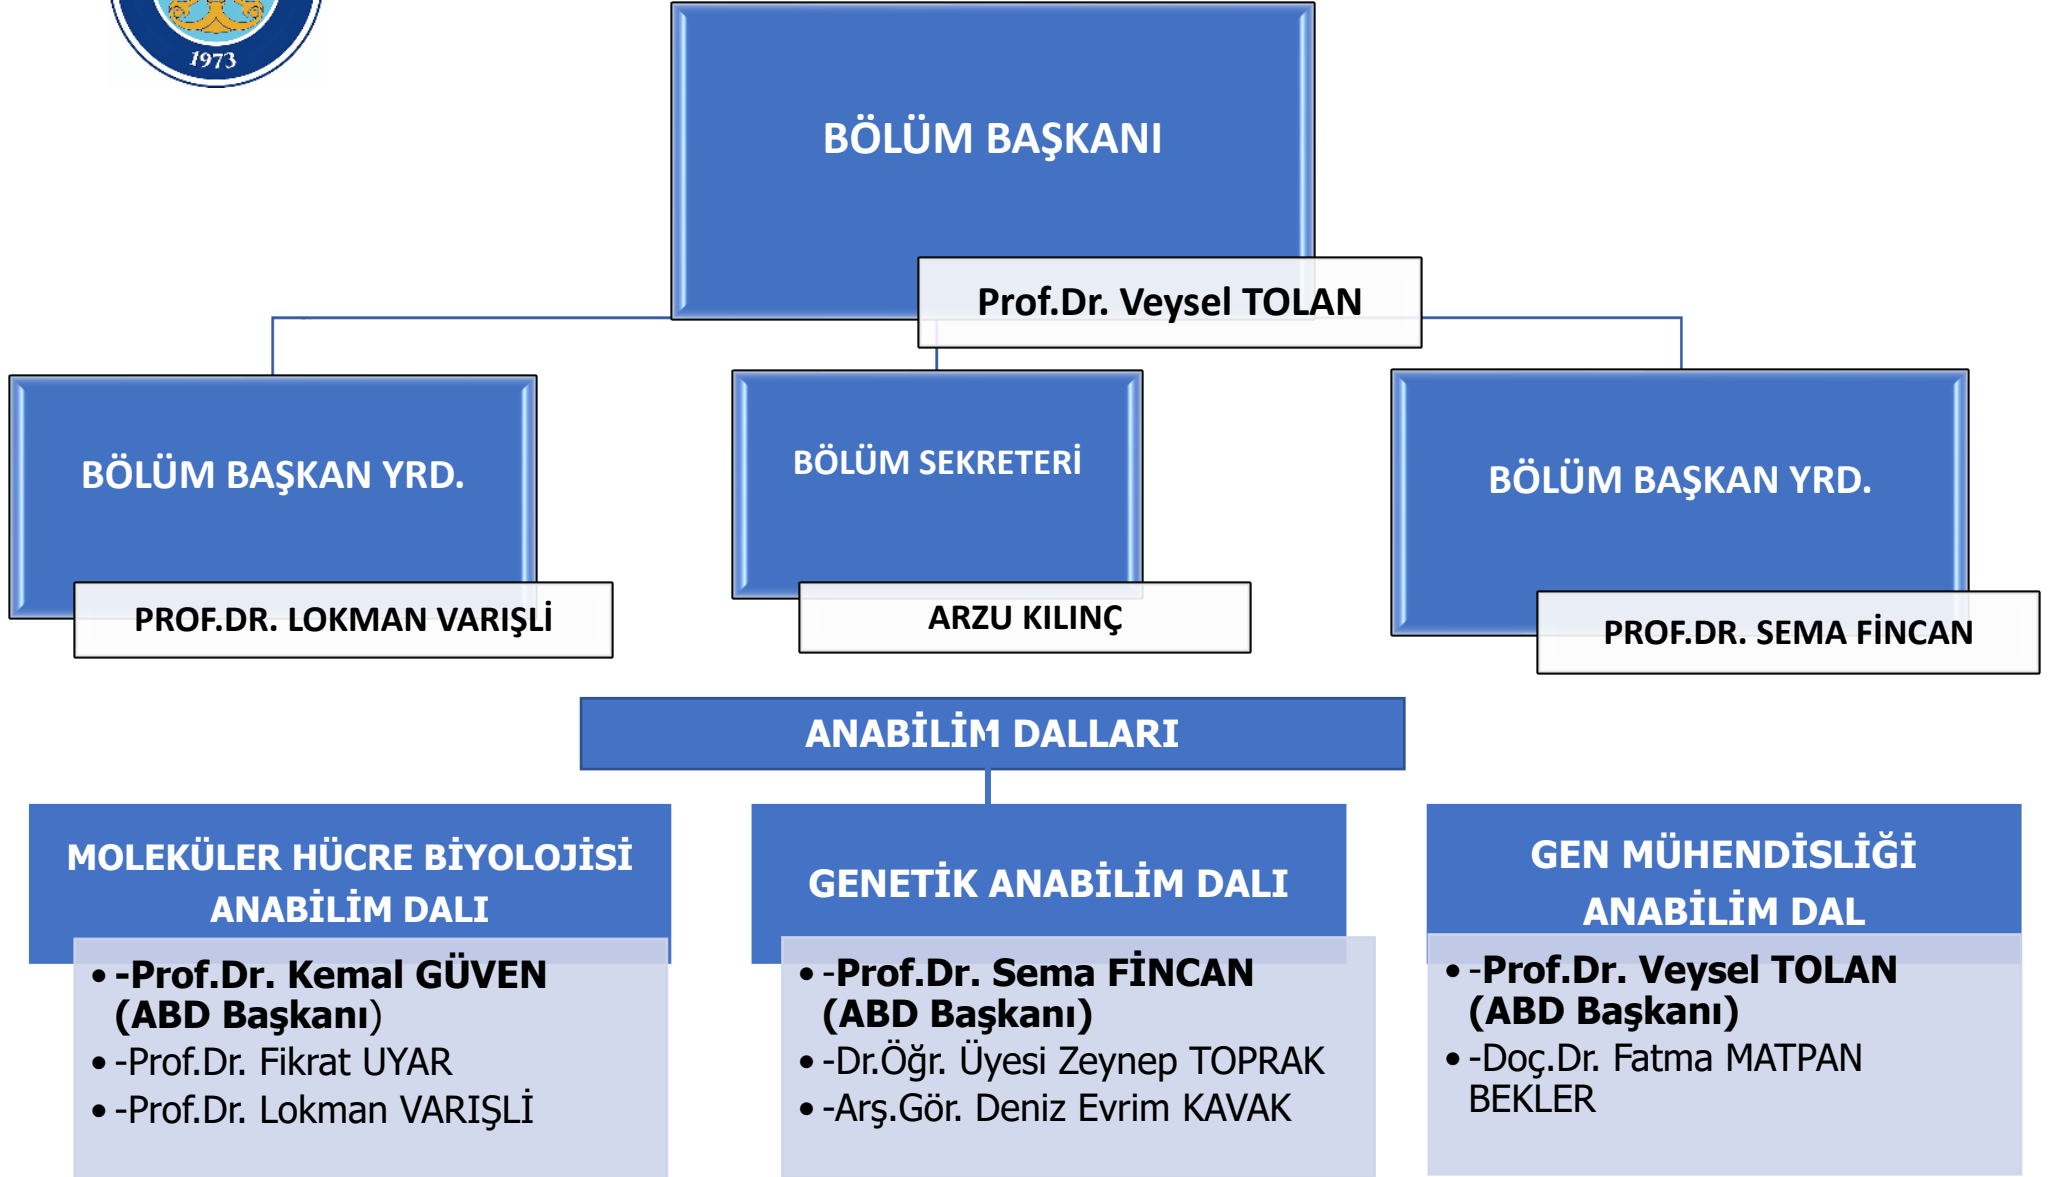 1973
BÖLÜM BAŞKANI
Prof.Dr. Veysel TOLAN
BÖLÜM BAŞKAN YRD.
PROF.DR. LOKMAN VARIŞLİ
BÖLÜM SEKRETERİ
ARZU KILINÇ
BÖLÜM BAŞKAN YRD.
PROF.DR. SEMA FİNCAN
ANABİLİM DALLARI
MOLEKÜLER HÜCRE BİYOLOJİSİ
ANABİLİM DALI
• -Prof.Dr. Kemal GÜVEN
(ABD Başkanı)
• -Prof.Dr. Fikrat UYAR
• -Prof.Dr. Lokman VARIŞLİ
GENETİK ANABİLİM DALI
• -Prof.Dr. Sema FİNCAN
(ABD Başkanı)
• -Dr.Öğr. Üyesi Zeynep TOPRAK
• -Arş.Gör. Deniz Evrim KAVAK
GEN MÜHENDİSLİĞİ
ANABİLİM DAL
• -Prof.Dr. Veysel TOLAN
(ABD Başkanı)
• -Doç.Dr. Fatma MATPAN
BEKLER